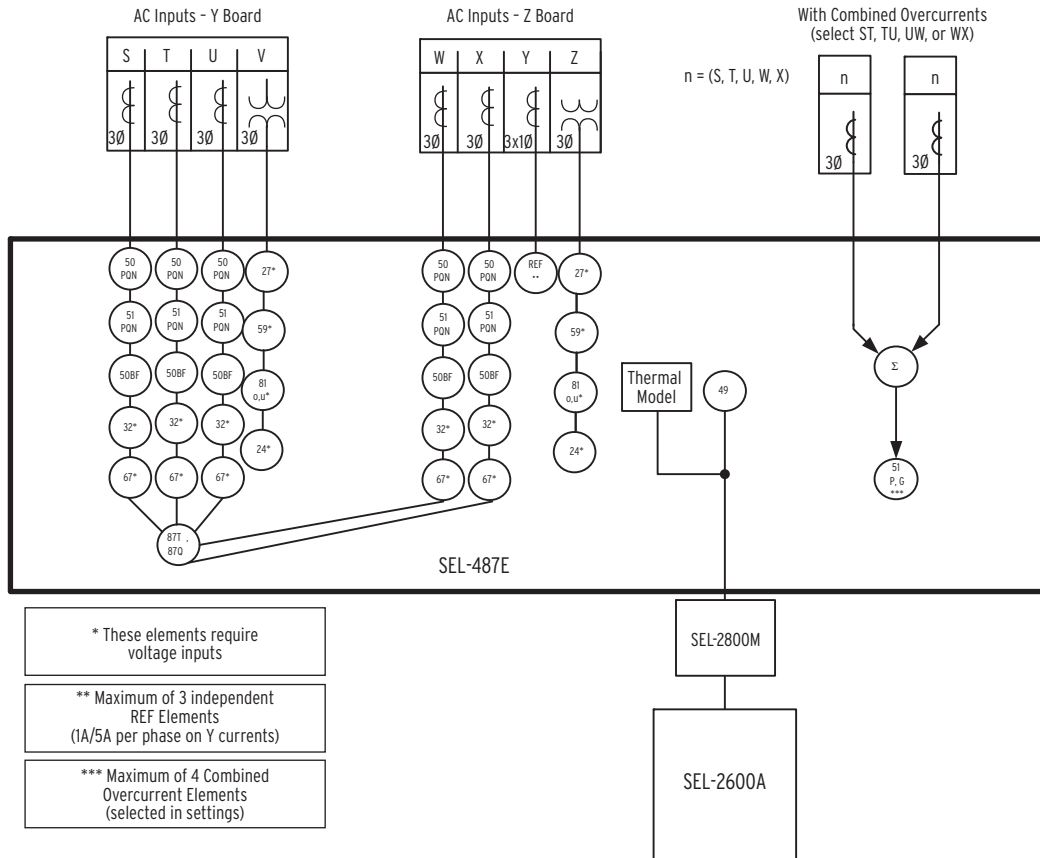 AC Inputs – Y Board
S T U V
3Ø 3Ø 3Ø 3Ø
AC Inputs – Z Board
W X Y Z
3Ø 3Ø 3x1Ø 3Ø
With Combined Overcurrents
(select ST, TU, UW, or WX)
n = (S, T, U, W, X)
n n
3Ø 3Ø
50 PQN
50 PQN
50 PQN
27*
51 PQN
51 PQN
51 PQN
59*
50BF
50BF
50BF
81 o,u*
32*
32*
32*
24*
67*
67*
67*
87T, 87Q
50 PQN
50 PQN
REF **
27*
51 PQN
51 PQN
59*
50BF
50BF
81 o,u*
32*
32*
24*
67*
67*
Thermal
Model
49
Σ
51
P, G
***
SEL-487E
SEL-2800M
SEL-2600A
* These elements require
voltage inputs
** Maximum of 3 independent
REF Elements
(1A/5A per phase on Y currents)
*** Maximum of 4 Combined
Overcurrent Elements
(selected in settings)